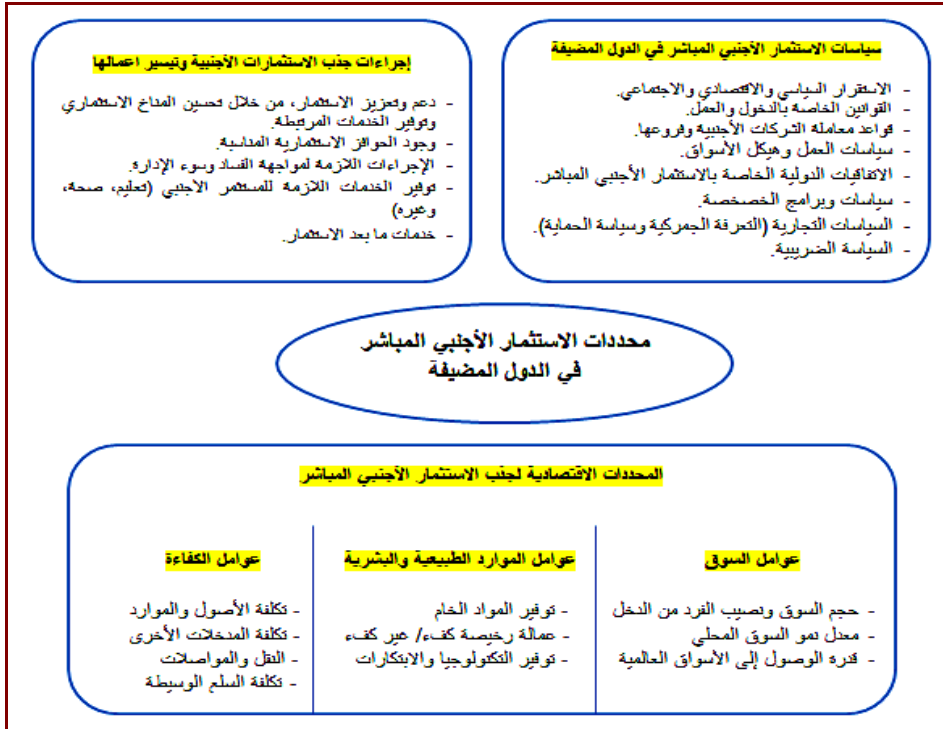 سياسات الاستثمار الأجنبي المباشر في الدول المضيفة
- الاستقرار السياسي والاقتصادي والاجتماعي.
- القوانين الخاصة بالدخول والعمل.
- قواعد معاملة الشركات الأجنبية وفروعها.
- سياسات العمل وهيكل الأسواق.
- الاتفاقيات الدولية الخاصة بالاستثمار الأجنبي المباشر.
- سياسات وبرامج الخصخصة.
- السياسات التجارية (التعرفة الجمركية وسياسة الحماية).
- السياسة الضريبية.
إجراءات جذب الاستثمارات الأجنبية وتيسير اعمالها
- دعم وتعزيز الاستثمار، من خلال تحسين المناخ الاستثماري
وتوفير الخدمات المرتبطة.
- وجود الحوافز الاستثمارية المناسبة.
- الإجراءات اللازمة لمواجهة الفساد وسوء الإدارة.
- توفير الخدمات اللازمة للمستثمر الاجنبي (تعليم، صحة،
وغيره)
- خدمات ما بعد الاستثمار.
محددات الاستثمار الأجنبي المباشر
في الدول المضيفة
المحددات الاقتصادية لجذب الاستثمار الأجنبي المباشر
عوامل السوق
- حجم السوق ونصيب الفرد من الدخل
- معدل نمو السوق المحلي
- قدرة الوصول إلى الأسواق العالمية
عوامل الموارد الطبيعية والبشرية
- توفير المواد الخام
- عمالة رخيصة كفء/ غير كفء
- توفير التكنولوجيا والابتكارات
عوامل الكفاءة
- تكلفة الأصول والموارد
- تكلفة المدخلات الأخرى
- النقل والمواصلات
- تكلفة السلع الوسيطة